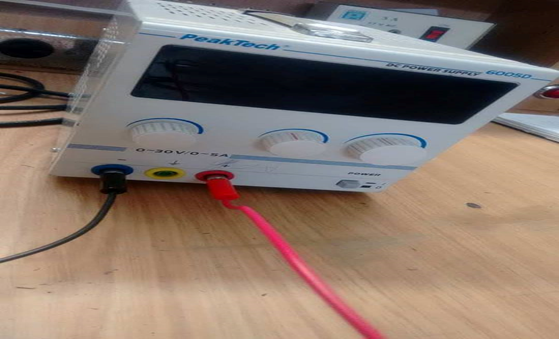 PeakTech
DC POWER SUPPLY 6005D
0-30V/0-5A
POWER